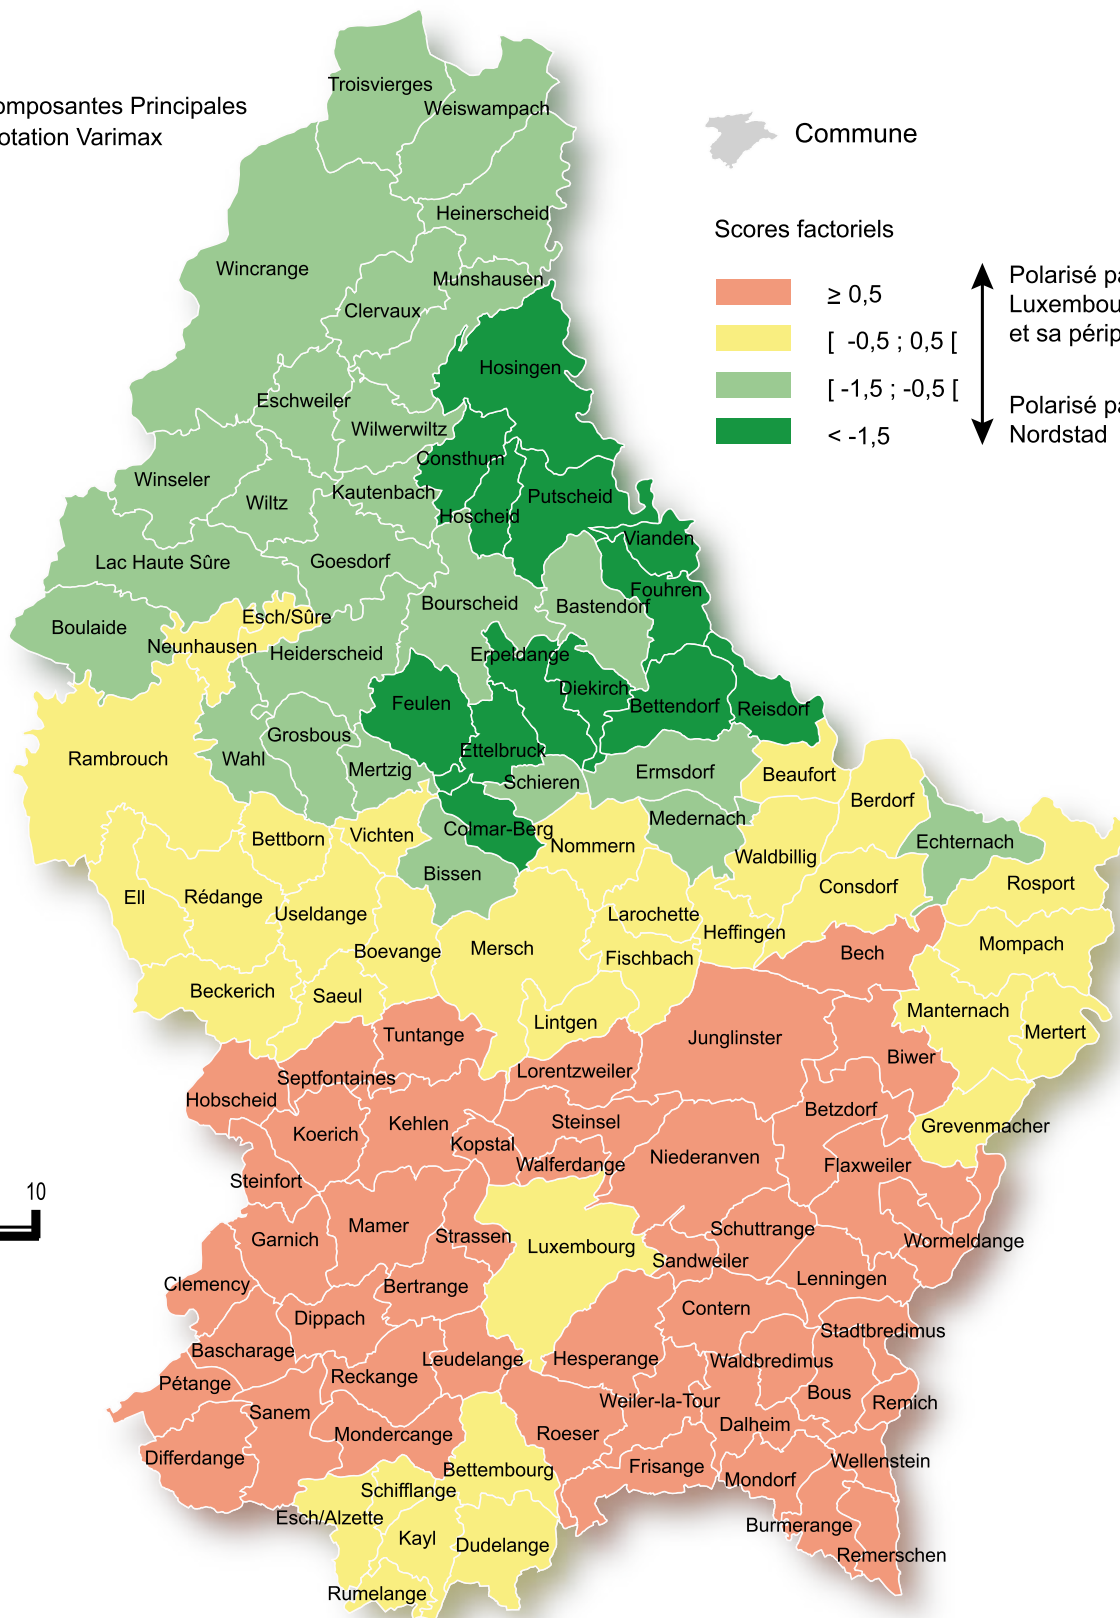 omposantes Principales
otation Varimax
Commune
Scores factoriels
≥ 0,5
[ -0,5 ; 0,5 [
[ -1,5 ; -0,5 [
< -1,5
Polarisé pa
Luxembou
et sa périp
Polarisé pa
Nordstad
10
Troisvierges
Weiswampach
Heinerscheid
Wincrange
Munshausen
Clervaux
Hosingen
Eschweiler
Wilwerwiltz
Consthum
Winseler
Wiltz
Kautenbach
Putscheid
Hoscheid
Vianden
Lac Haute Sûre
Goesdorf
Fouhren
Bourscheid
Bastendorf
Esch/Sûre
Boulaide
Neunhausen
Heiderscheid
Erpeldange
Diekirch
Feulen
Bettendorf
Reisdorf
Grosbous
Ettelbruck
Rambrouch
Wahl
Mertzig
Schieren
Ermsdorf
Beaufort
Berdorf
Medernach
Colmar-Berg
Vichten
Bettborn
Nommern
Echternach
Waldbillig
Bissen
Consdorf
Rosport
Ell
Rédange
Useldange
Larochette
Heffingen
Boevange
Mersch
Fischbach
Bech
Mompach
Beckerich
Saeul
Lintgen
Manternach
Mertert
Tuntange
Junglinster
Biwer
Septfontaines
Lorentzweiler
Hobscheid
Betzdorf
Koerich
Kehlen
Steinsel
Grevenmacher
Kopstal
Walferdange
Niederanven
Flaxweiler
Steinfort
Mamer
Strassen
Garnich
Luxembourg
Schuttrange
Wormeldange
Sandweiler
Clemency
Bertrange
Lenningen
Contern
Dippach
Stadtbredimus
Bascharage
Leudelange
Hesperange
Waldbredimus
Pétange
Reckange
Bous
Weiler-la-Tour
Remich
Sanem
Mondercange
Roeser
Dalheim
Differdange
Bettembourg
Frisange
Wellenstein
Mondorf
Schifflange
Esch/Alzette
Burmerange
Kayl
Dudelange
Remerschen
Rumelange